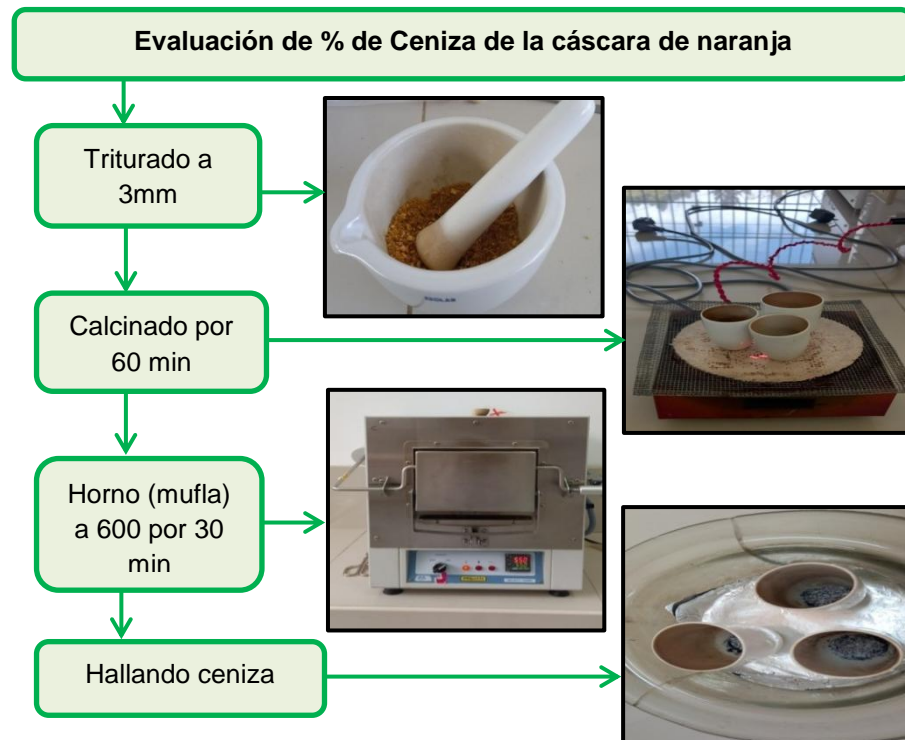 Evaluación de % de Ceniza de la cáscara de naranja
Triturado a
3mm
Calcinado por
60 min
Horno (mufla)
a 600 por 30
min
Hallando ceniza